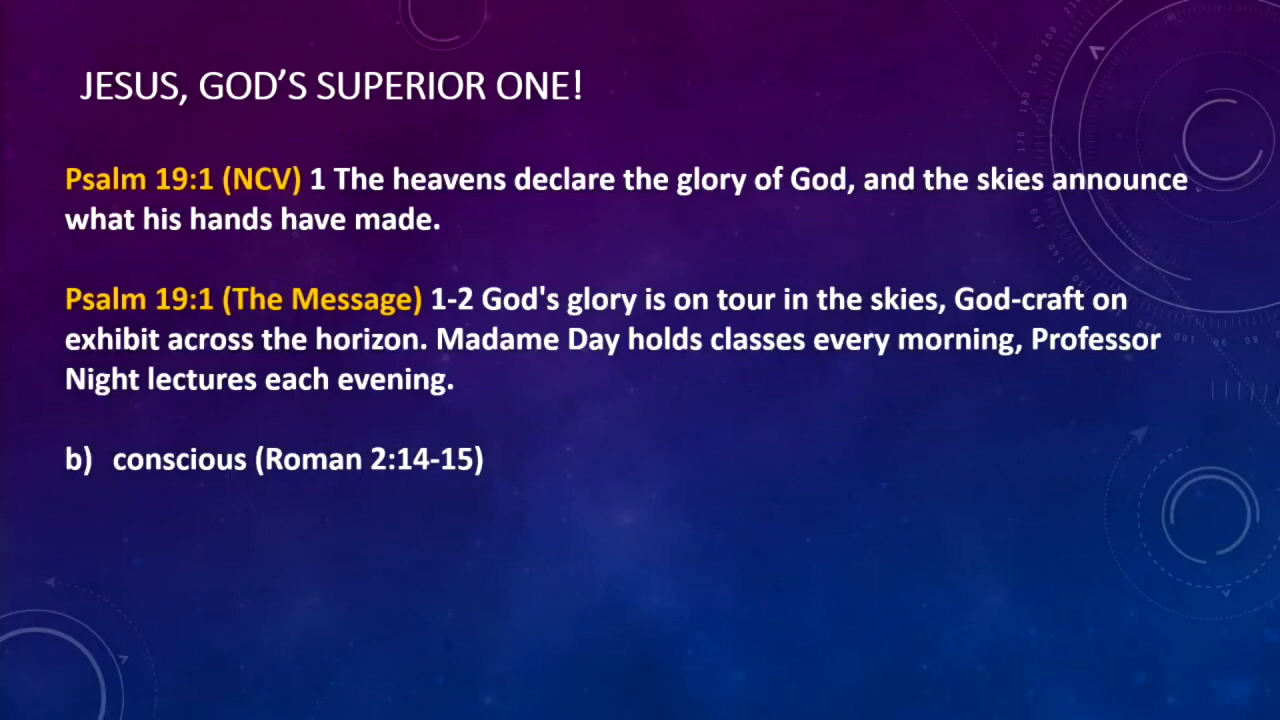 JESUS, GOD’S SUPERIOR ONE!
Psalm 19:1 (NCV) 1 The heavens declare the glory of God, and the skies announce
what his hands have made.
Psalm 19:1 (The Message) 1-2 God's glory is on tour in the skies, God-craft on
exhibit across the horizon. Madame Day holds classes every morning, Professor
Night lectures each evening.
b) conscious (Roman 2:14-15)